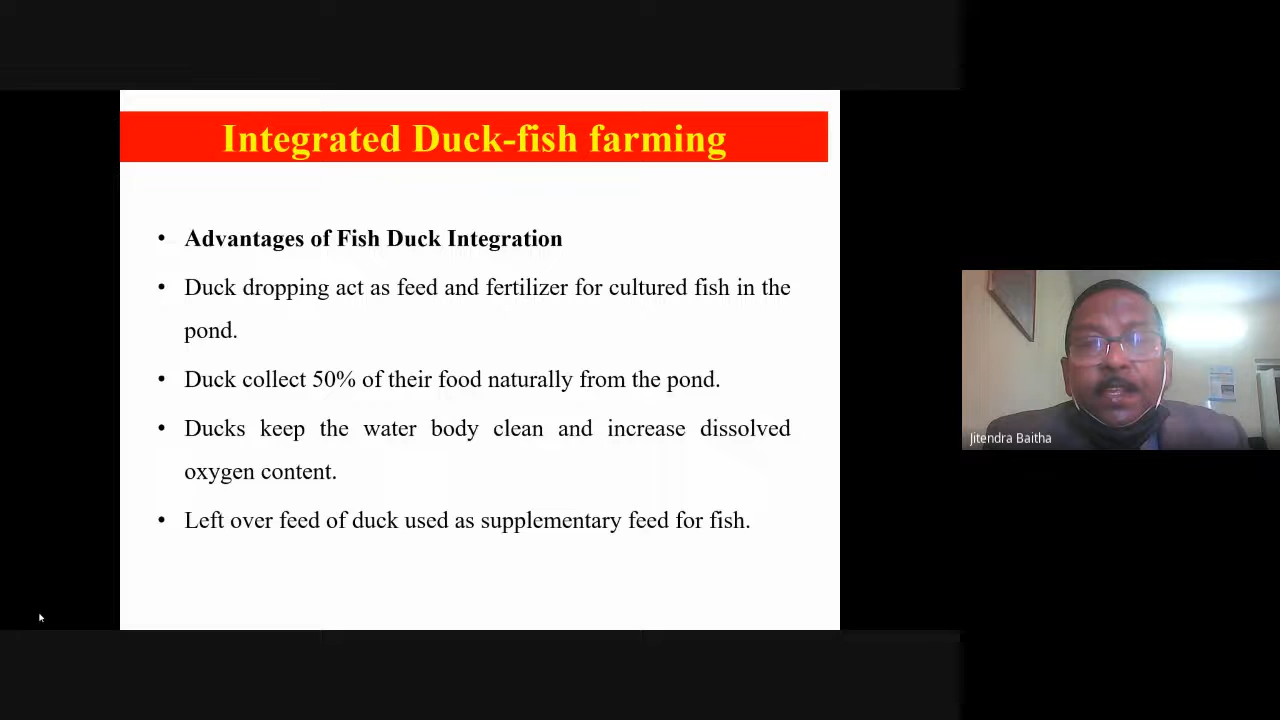 Integrated Duck-fish farming
• Advantages of Fish Duck Integration
• Duck dropping act as feed and fertilizer for cultured fish in the
pond.
• Duck collect 50% of their food naturally from the pond.
• Ducks keep the water body clean and increase dissolved
oxygen content.
• Left over feed of duck used as supplementary feed for fish.
Jitendra Baitha